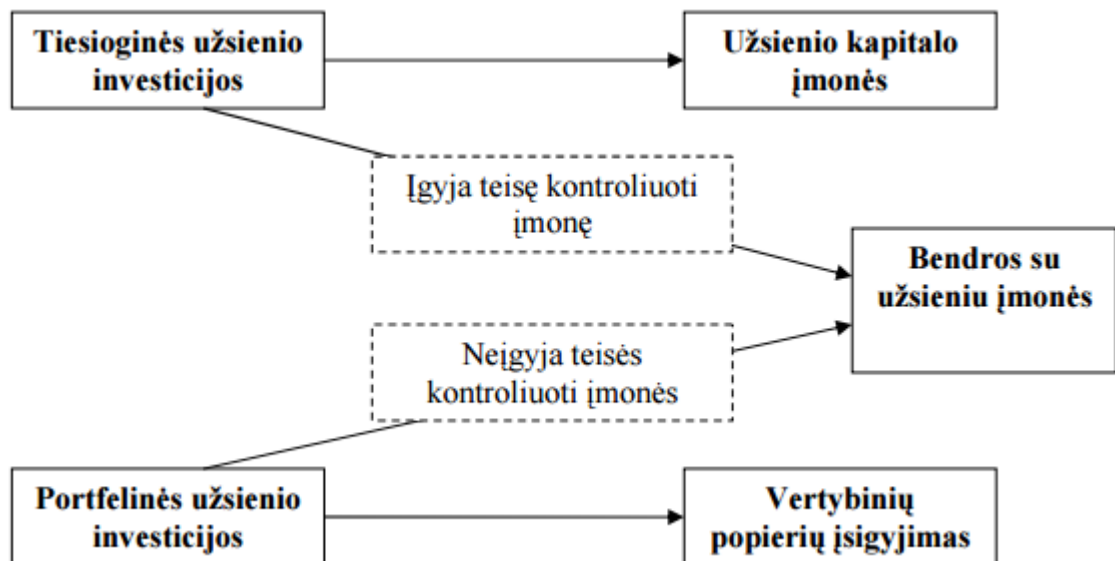 Tiesioginės užsienio
investicijos
Užsienio kapitalo
įmonės
Įgyja teisę kontroliuoti
įmonę
Bendros su
užsieniu įmonės
Neįgyja teisės
kontroliuoti įmonės
Portfelinės užsienio
investicijos
Vertybinių
popierių įsigyjimas